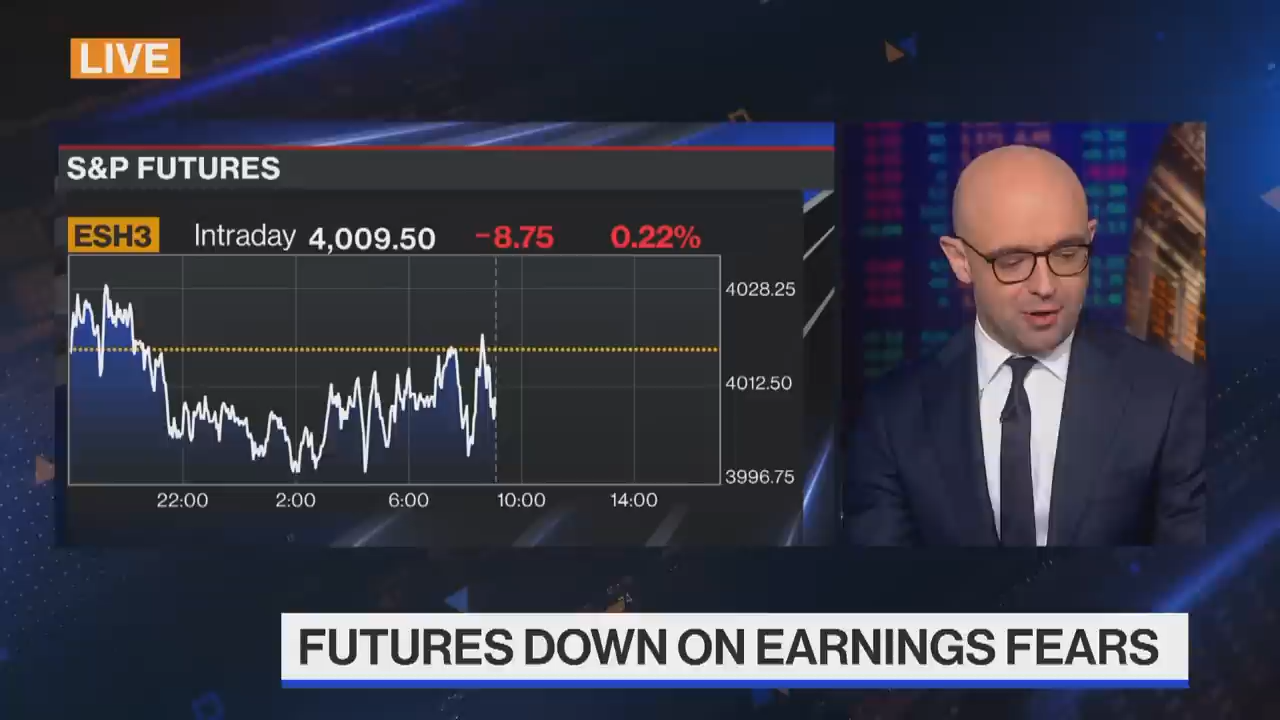 LIVE
S&P FUTURES
ESH3 Intraday 4,009.50 -8.75 0.22%
4028.25
4012.50
3996.75
22:00 2:00 6:00 10:00 14:00
FUTURES DOWN ON EARNINGS FEARS